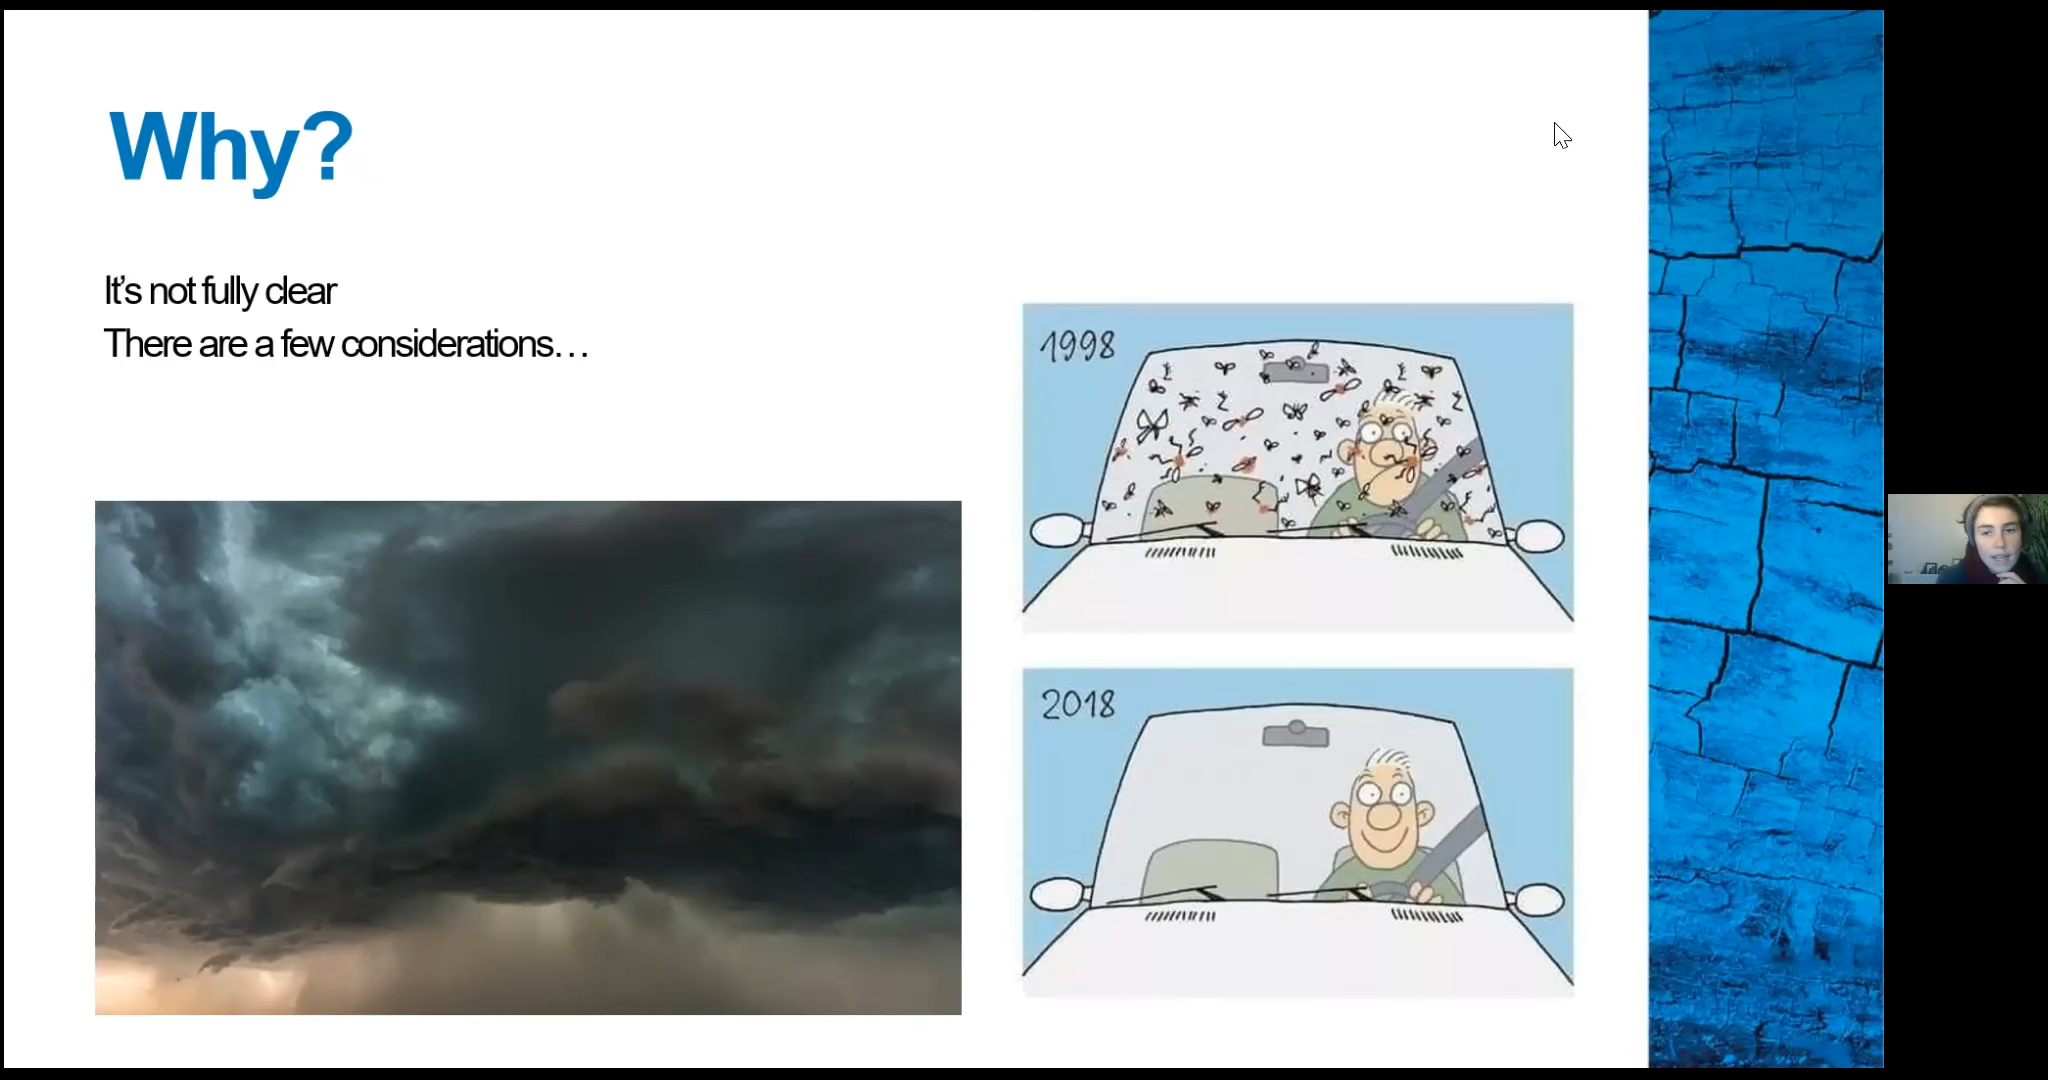 Why?
It's not fully clear
There are a few considerations…
1998
2018